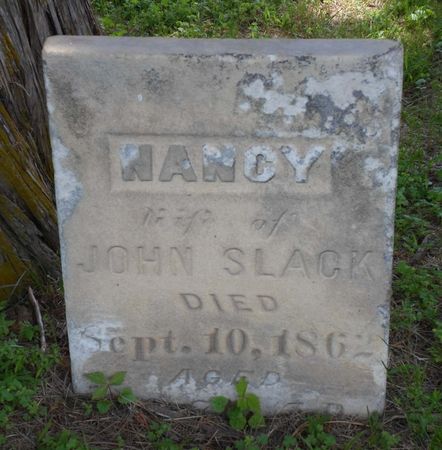 NANCY
Wife of
JOHN SLACK
DIED
Sept. 10, 1862
AGED